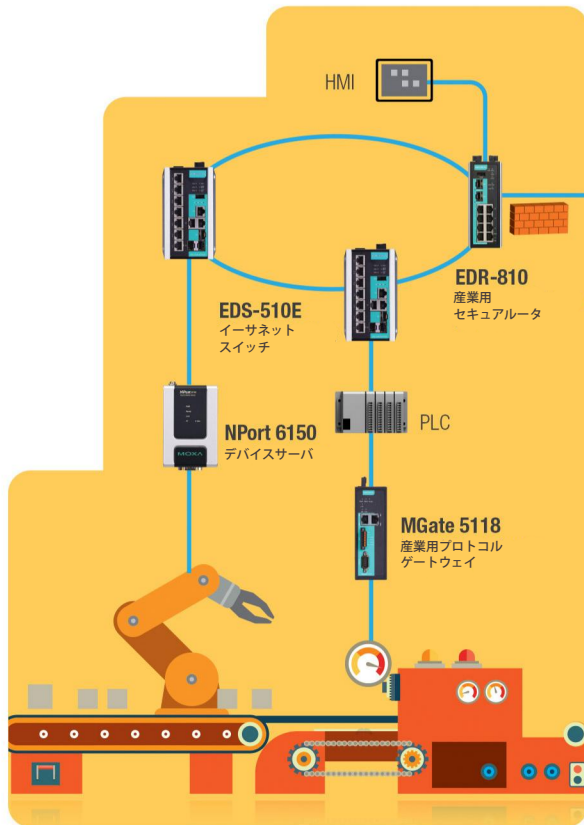 HMI
EDR-810
産業用
セキュアルータ
EDS-510E
イーサネット
スイッチ
NPort 6150
デバイスサーバ
MOXA
PLC
MGate 5118
産業用プロトコル
ゲートウェイ